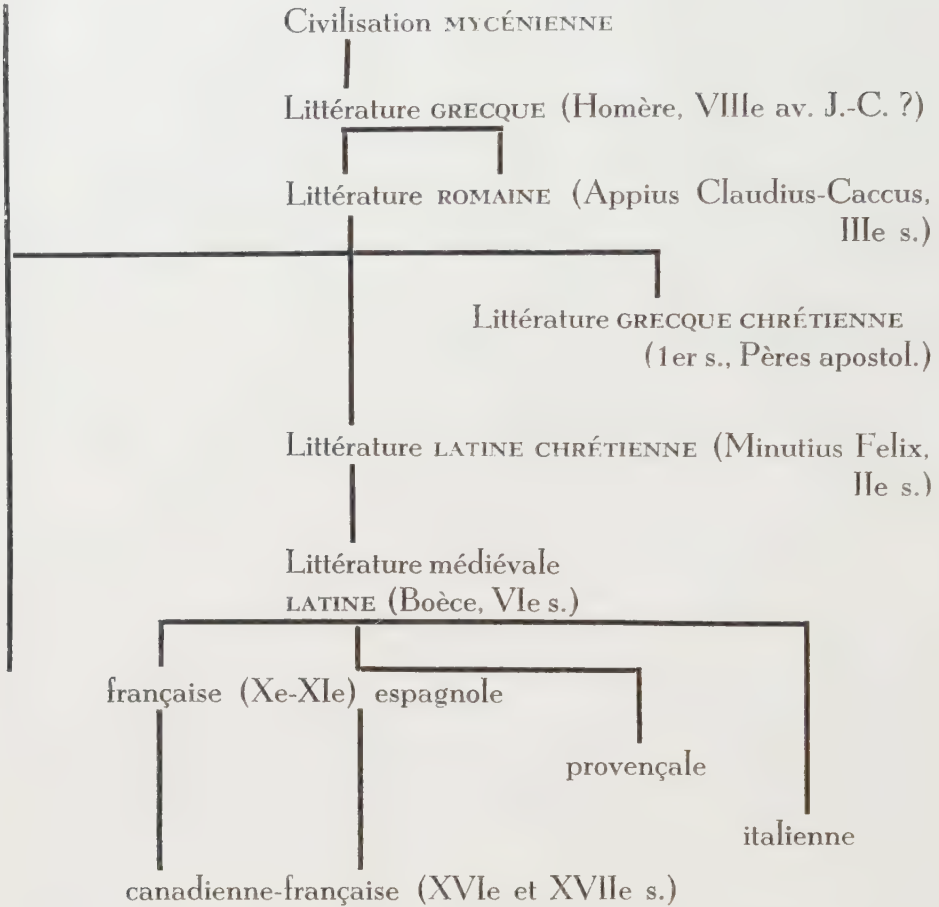 Civilisation MYCÉNIENNE
Littérature GRECQUE (Homère, VIIIe av. J.-C. ?)
Littérature ROMAINE (Appius Claudius-Caccus,
IIIe s.)
Littérature GRECQUE CHRÉTIENNE
(1er s., Pères apostol.)
Littérature LATINE CHRÉTIENNE (Minutius Felix,
IIe s.)
Littérature médiévale
LATINE (Boèce, VIe s.)
française (Xe-XIe) espagnole
provençale
italienne
canadienne-française (XVIe et XVIIe s.)